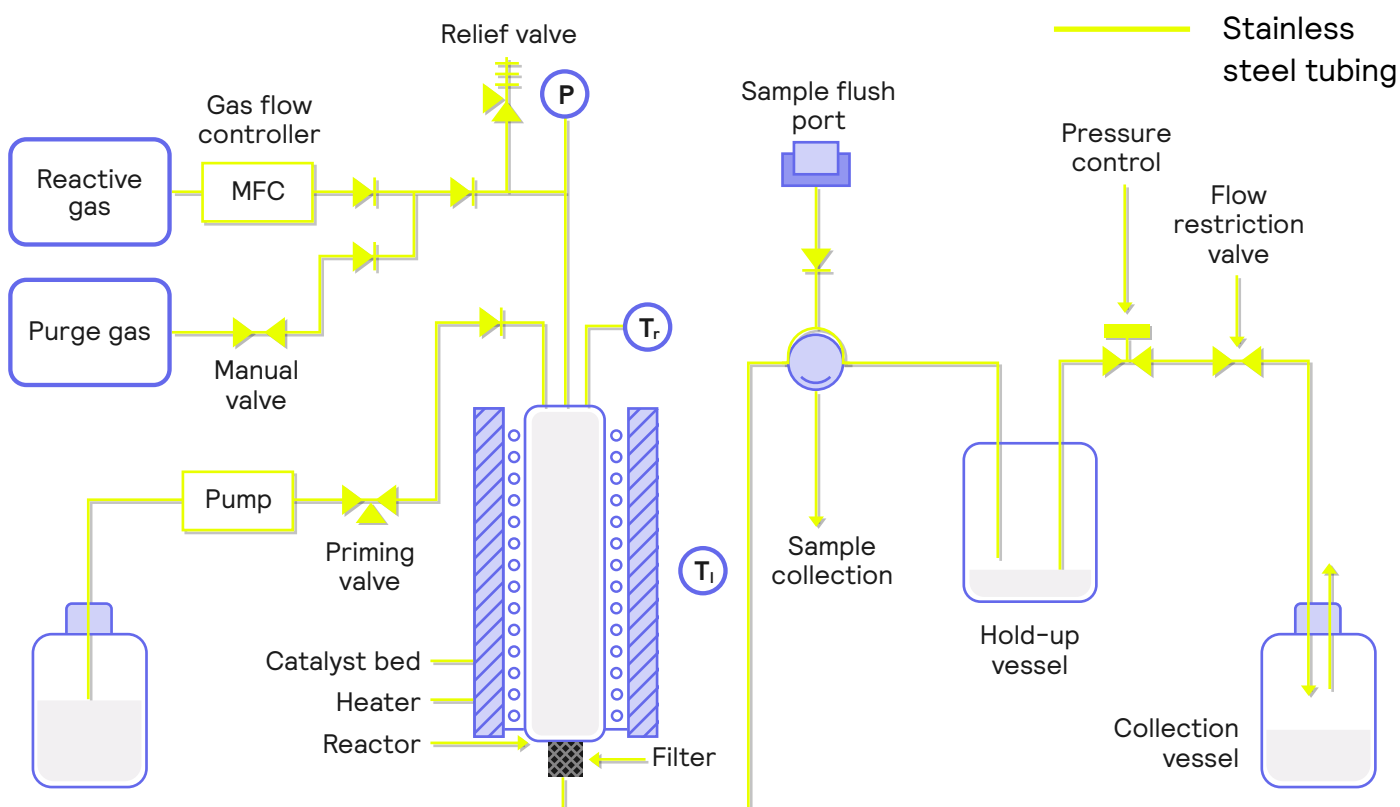 Relief valve
Stainless
steel tubing
P
Gas flow
controller
Sample flush
port
Pressure
control
Reactive
gas
MFC
Flow
restriction
valve
Purge gas
Manual
valve
Tr
Pump
Priming
valve
Tl
Sample
collection
Hold-up
vessel
Catalyst bed
Heater
Reactor
Filter
Collection
vessel